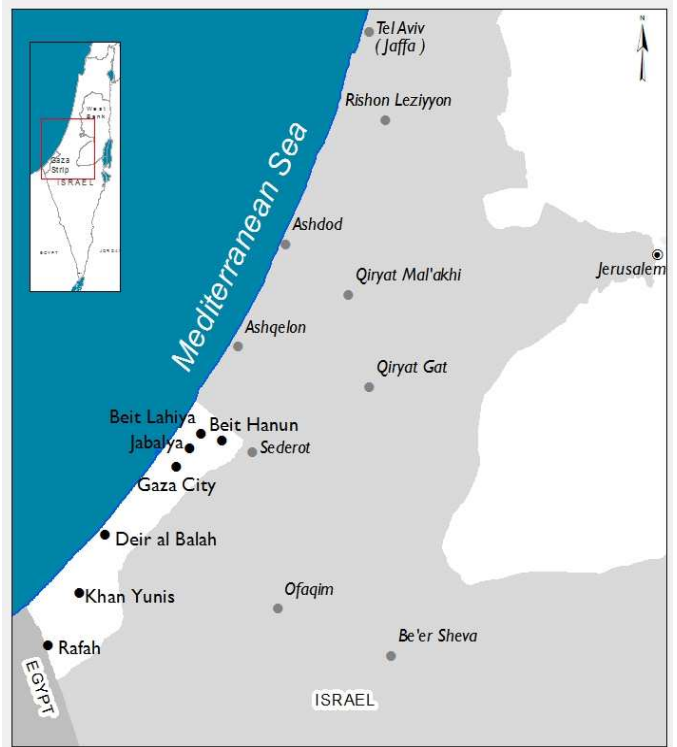 N
Tel Aviv
( Jaffa )
West
Bank
Rishon Leziyyon
Gaza
Strip
ISRAEL
Mediterranean Sea
Ashdod
EGYPT
Jerusalem
Qiryat Mal'akhi
Ashqelon
Qiryat Gat
Beit Lahiya
Beit Hanun
Jabalya
Sederot
Gaza City
Deir al Balah
Khan Yunis
Ofaqim
Be'er Sheva
Rafah
EGYPT
ISRAEL